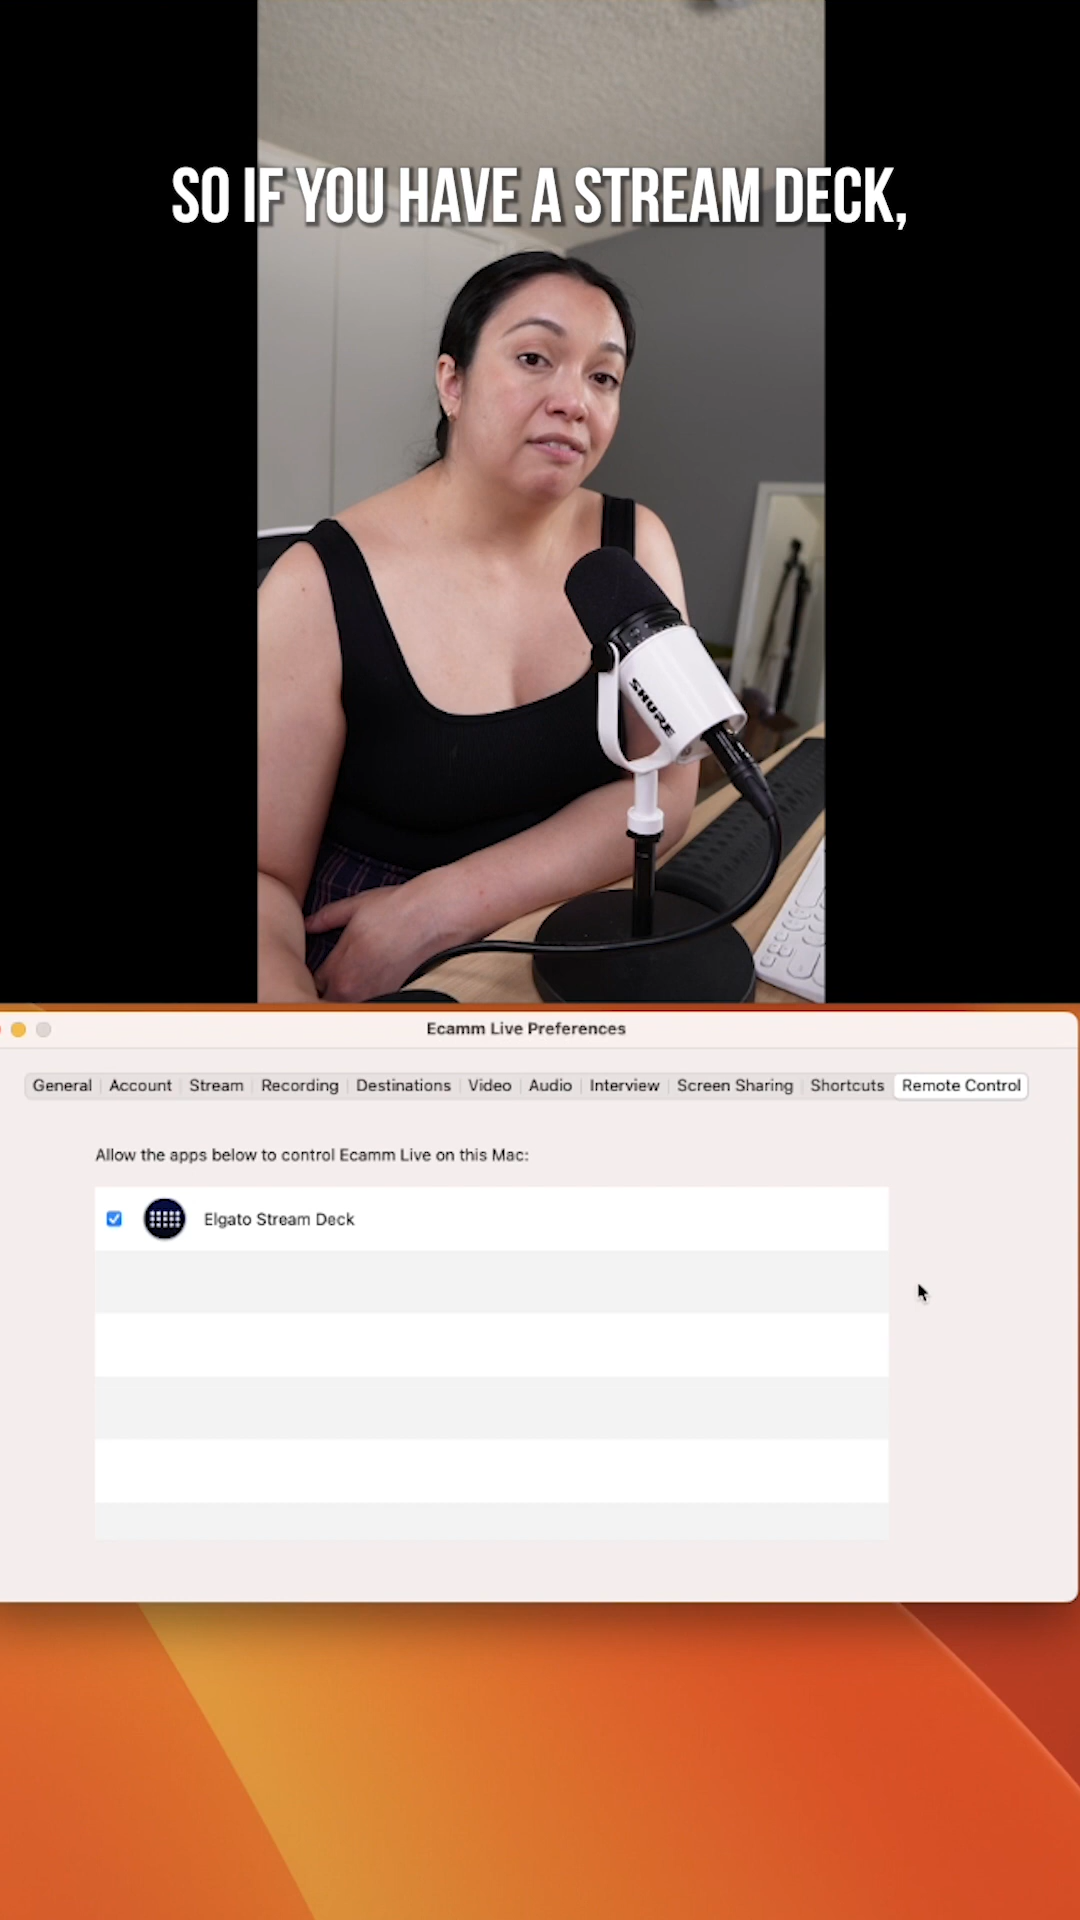 SO IF YOU HAVE A STREAM DECK,
SHURE
Ecamm Live Preferences
General Account Stream Recording Destinations Video Audio Interview Screen Sharing Shortcuts Remote Control
Allow the apps below to control Ecamm Live on this Mac:
Elgato Stream Deck